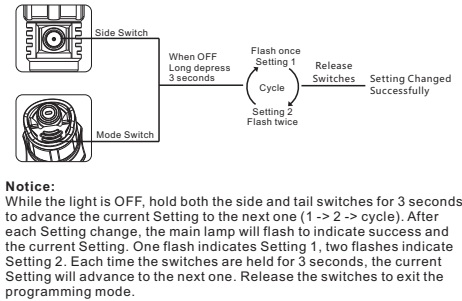 Side Switch
Mode Switch
When OFF
Long depress
3 seconds
Flash once
Setting 1
Cycle
Setting 2
Flash twice
Release
Switches
Setting Changed
Successfully
Notice:
While the light is OFF, hold both the side and tail switches for 3 seconds
to advance the current Setting to the next one (1 -> 2 -> cycle). After
each Setting change, the main lamp will flash to indicate success and
the current Setting. One flash indicates Setting 1, two flashes indicate
Setting 2. Each time the switches are held for 3 seconds, the current
Setting will advance to the next one. Release the switches to exit the
programming mode.